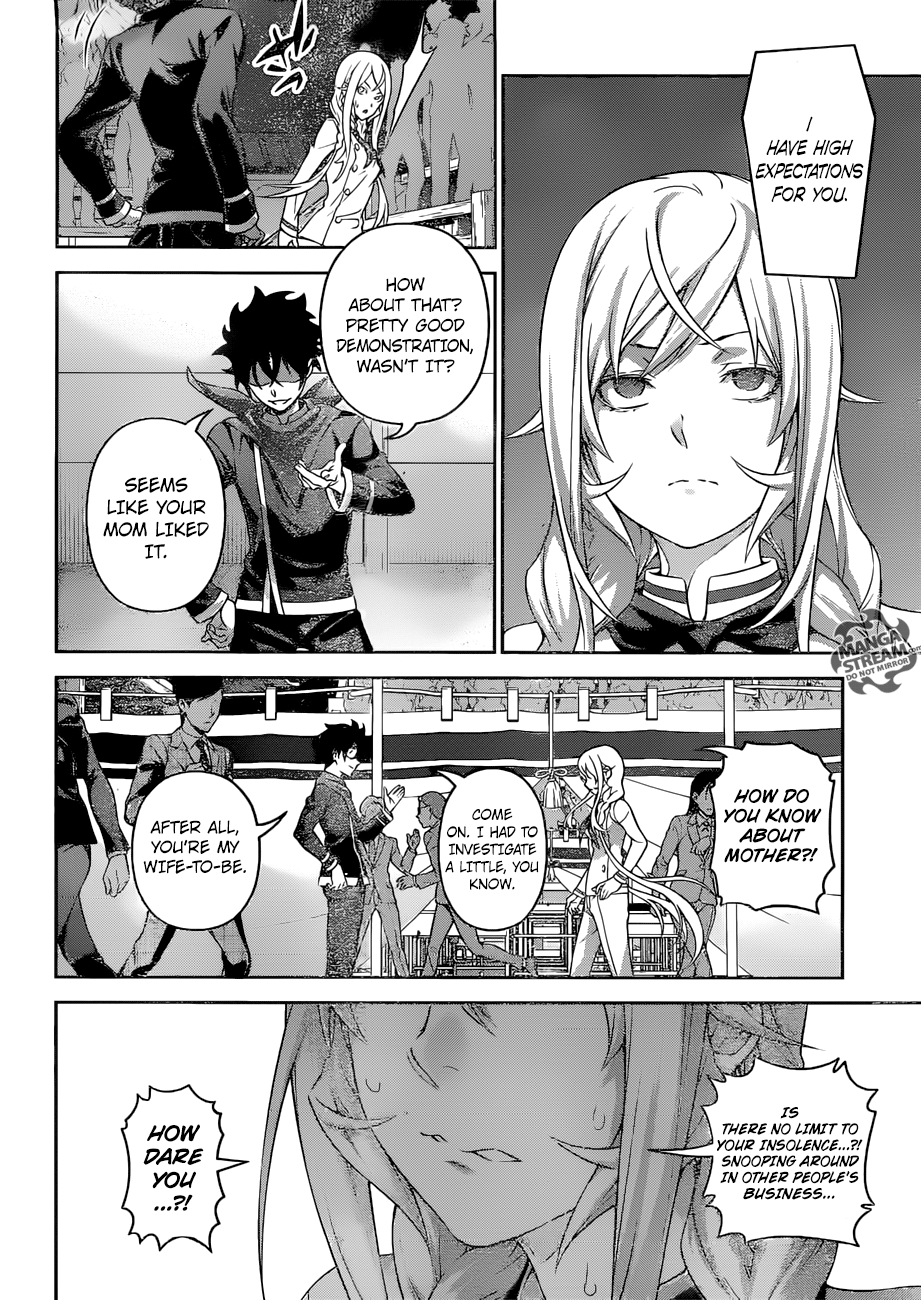 I
HAVE HIGH
EXPECTATIONS
FOR YOU.
HOW
ABOUT THAT?
PRETTY GOOD
DEMONSTRATION,
WASN'T IT?
SEEMS
LIKE YOUR
MOM LIKED
IT.
MANGA
STREAM.com
DO NOT MIRROR
HOW DO
YOU KNOW
ABOUT
MOTHER?!
COME
ON. I HAD TO
INVESTIGATE
A LITTLE, YOU
KNOW.
AFTER ALL,
YOU'RE MY
WIFE-TO-BE.
IS
THERE NO LIMIT TO
YOUR INSOLENCE...?!
SNOOPING AROUND
IN OTHER PEOPLE'S
BUSINESS...
HOW
DARE
YOU
...?!